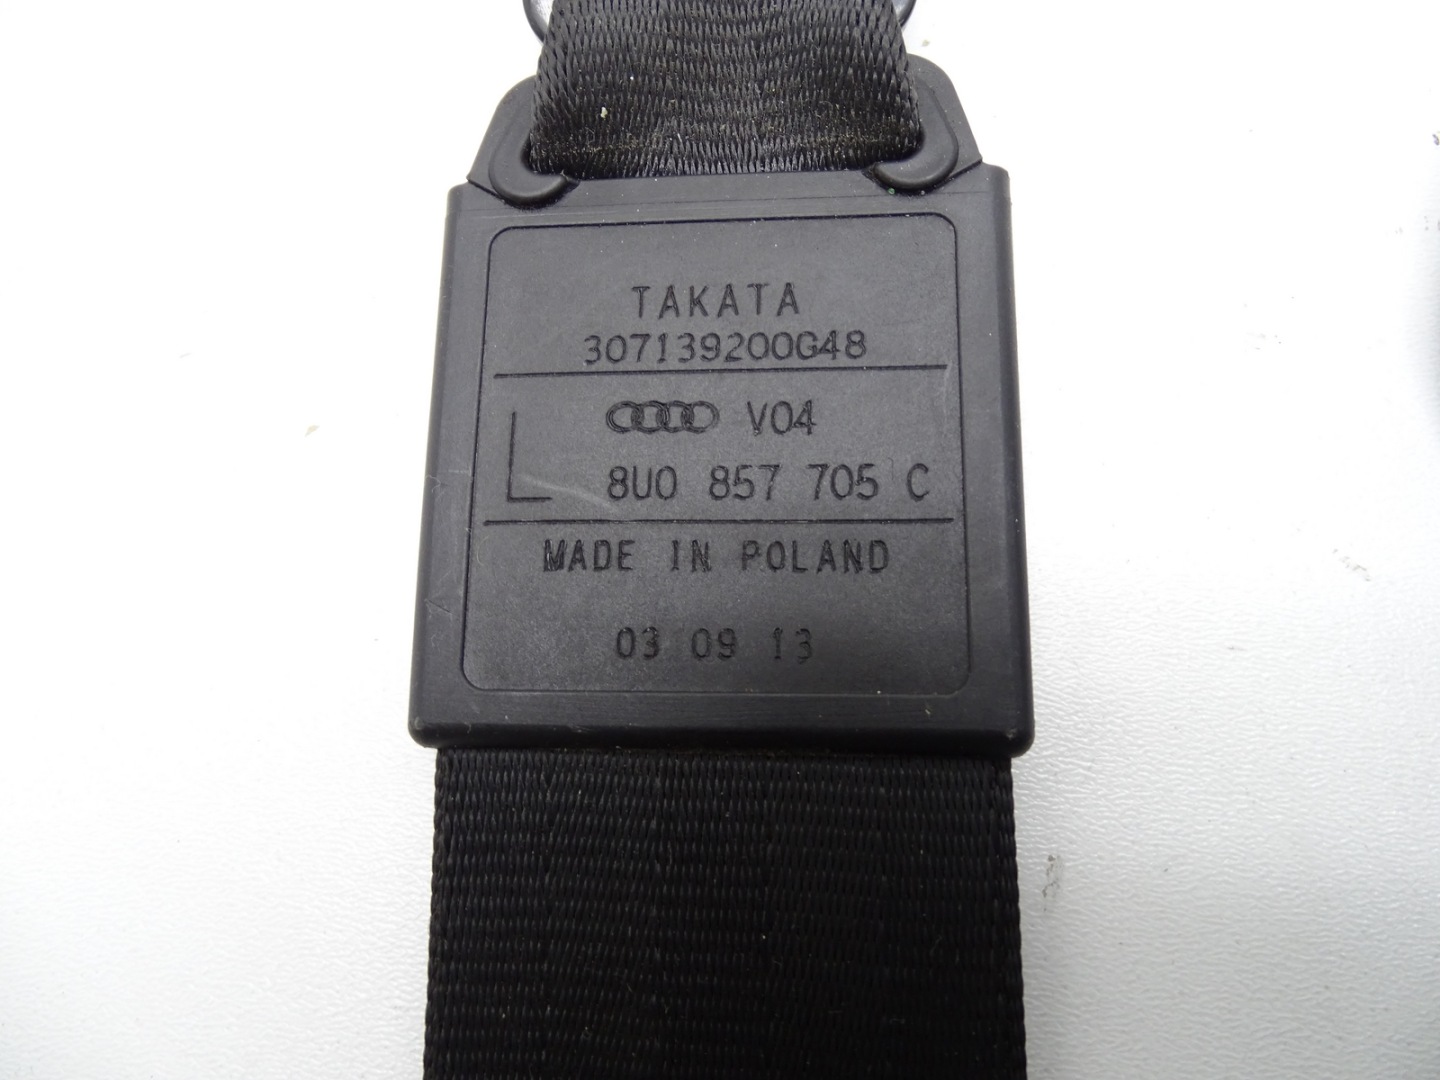 TAKATA
307139200G48
V04
L 8U0 857 705 C
MADE IN POLAND
03 09 13